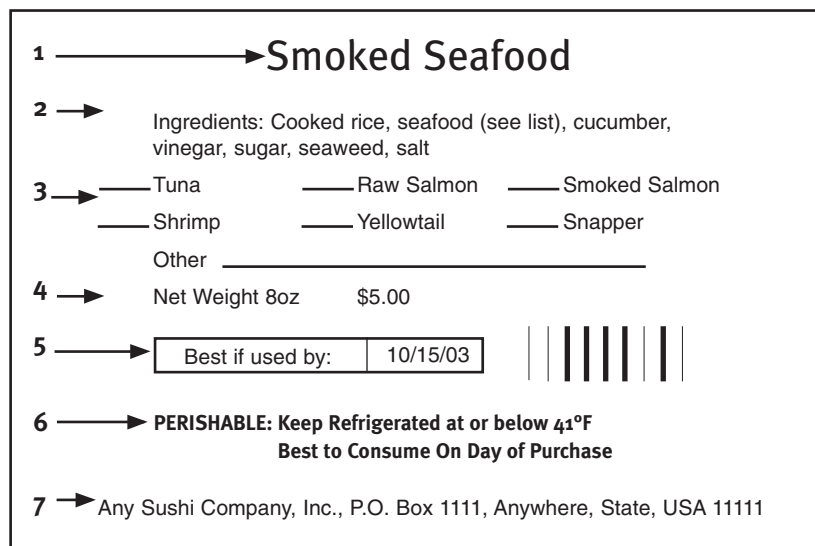 1 Smoked Seafood
2 Ingredients: Cooked rice, seafood (see list), cucumber,
vinegar, sugar, seaweed, salt
3 Tuna Raw Salmon Smoked Salmon
Shrimp Yellowtail Snapper
Other
4 Net Weight 8oz $5.00
5 Best if used by: 10/15/03
6 PERISHABLE: Keep Refrigerated at or below 41°F
Best to Consume On Day of Purchase
7 Any Sushi Company, Inc., P.O. Box 1111, Anywhere, State, USA 11111